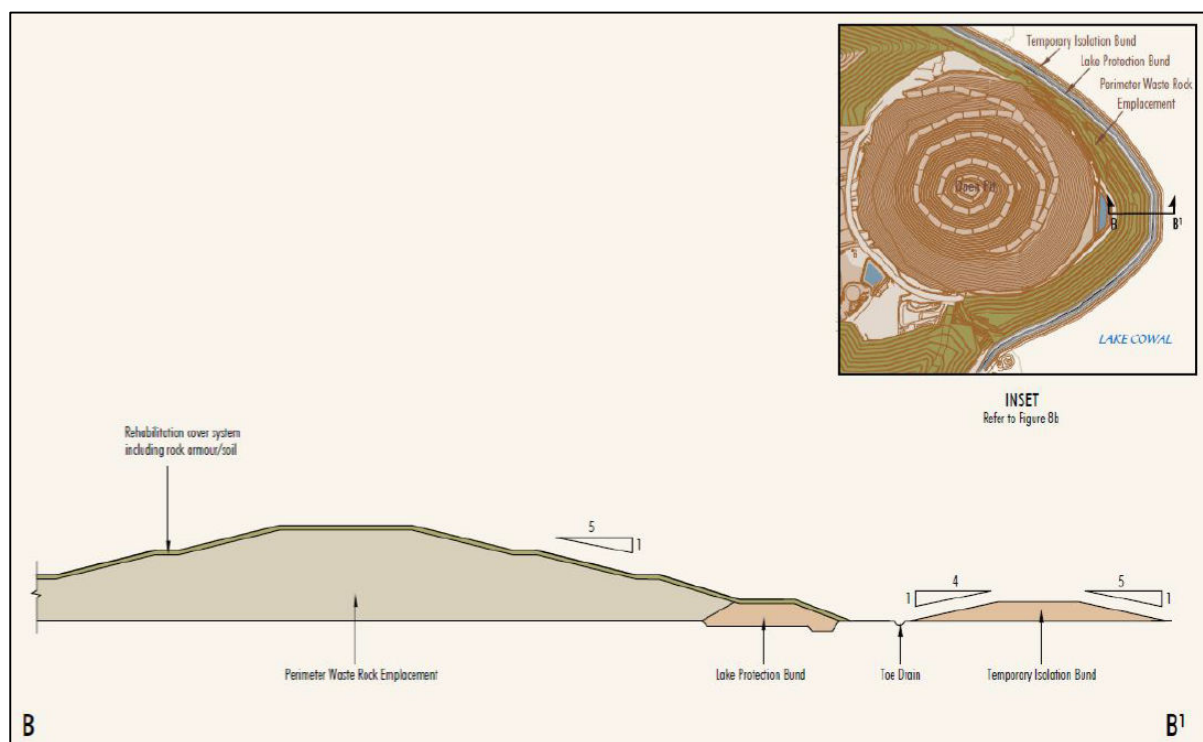 Temporary Isolation Bund
Lake Protection Bund
Perimeter Waste Rock
Emplacement
Open Pit
B
B¹
LAKE COWAL
INSET
Refer to Figure 8b
Rehabilitation cover system
including rock armour/soil
5
1
4
1
5
1
Perimeter Waste Rock Emplacement
Lake Protection Bund
Toe Drain
Temporary Isolation Bund
B
B¹